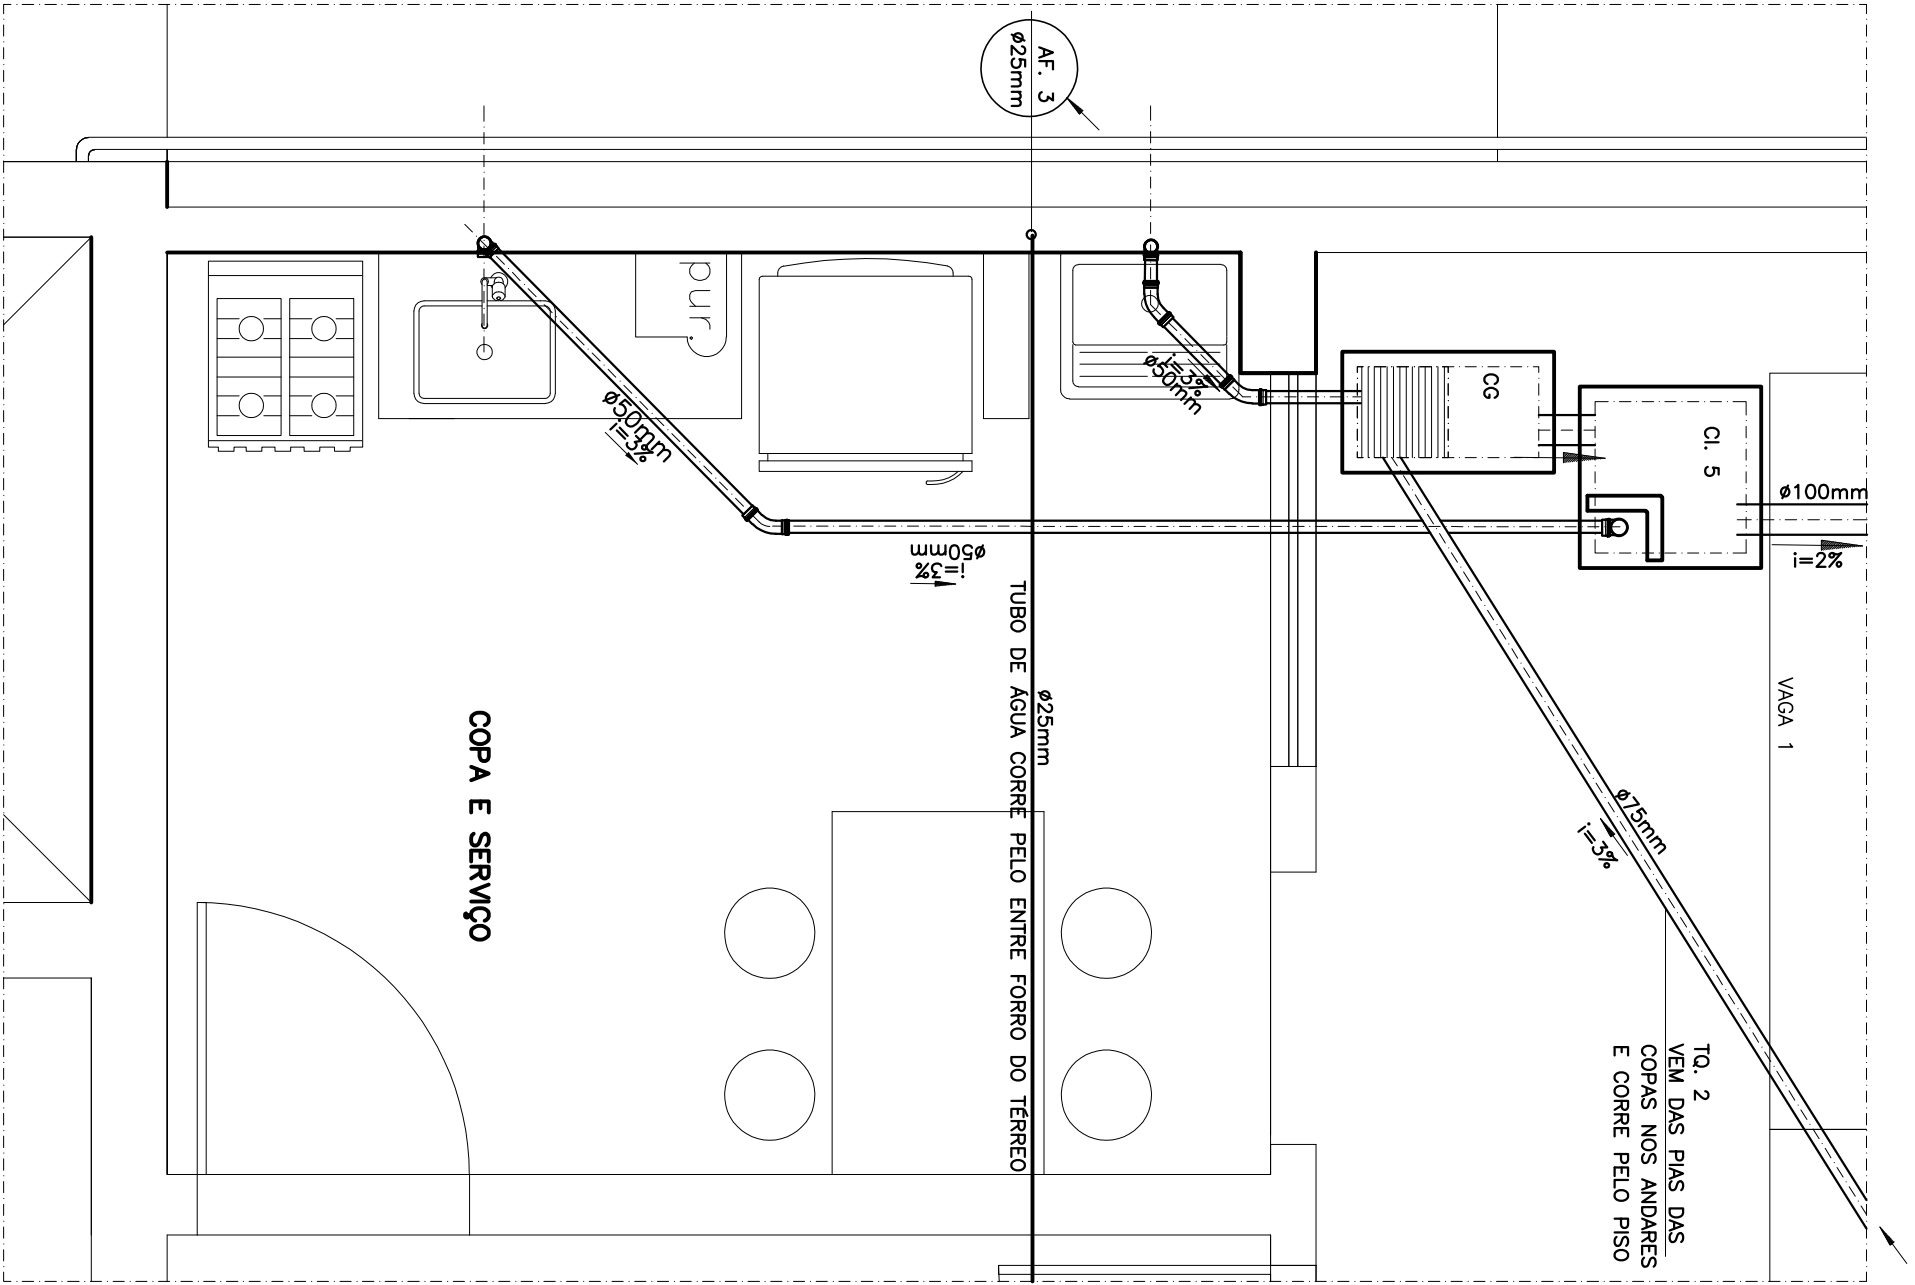 AF. 3
ø25mm
pur.
ø50mm
i=3%
i=3%
ø50mm
CG
CI. 5
ø100mm
i=2%
ø50mm
i=3%
TUBO DE ÁGUA CORRE PELO ENTRE FORRO DO TÉRREO
ø25mm
VAGA 1
COPA E SERVIÇO
ø75mm
i=3%
TQ. 2
VEM DAS PIAS DAS
COPAS NOS ANDARES
E CORRE PELO PISO